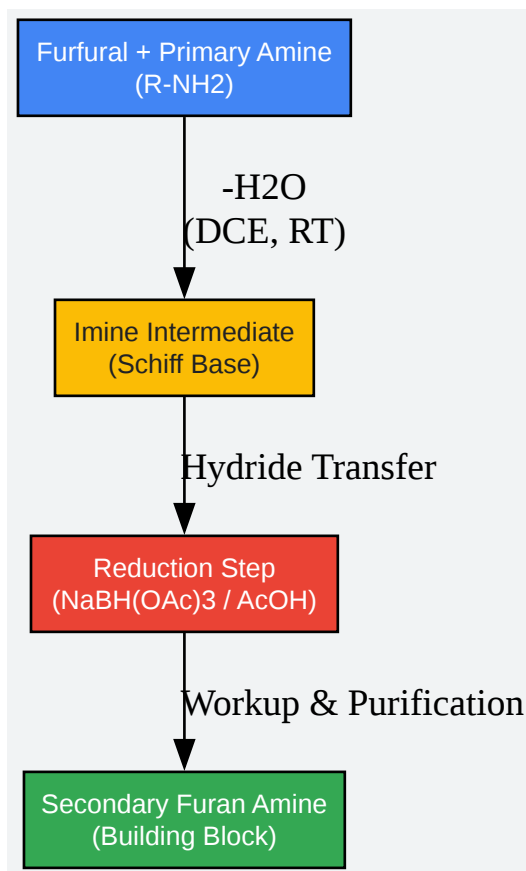 Furfural + Primary Amine
(R-NH2)
-H2O
(DCE, RT)
Imine Intermediate
(Schiff Base)
Hydride Transfer
Reduction Step
(NaBH(OAc)3 / AcOH)
Workup & Purification
Secondary Furan Amine
(Building Block)